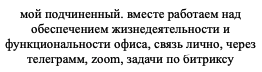 мой подчиненный. вместе работаем над
обеспечением жизнедеятельности и
функциональности офиса, связь лично, через
телеграмм, zoom, задачи по битриксу